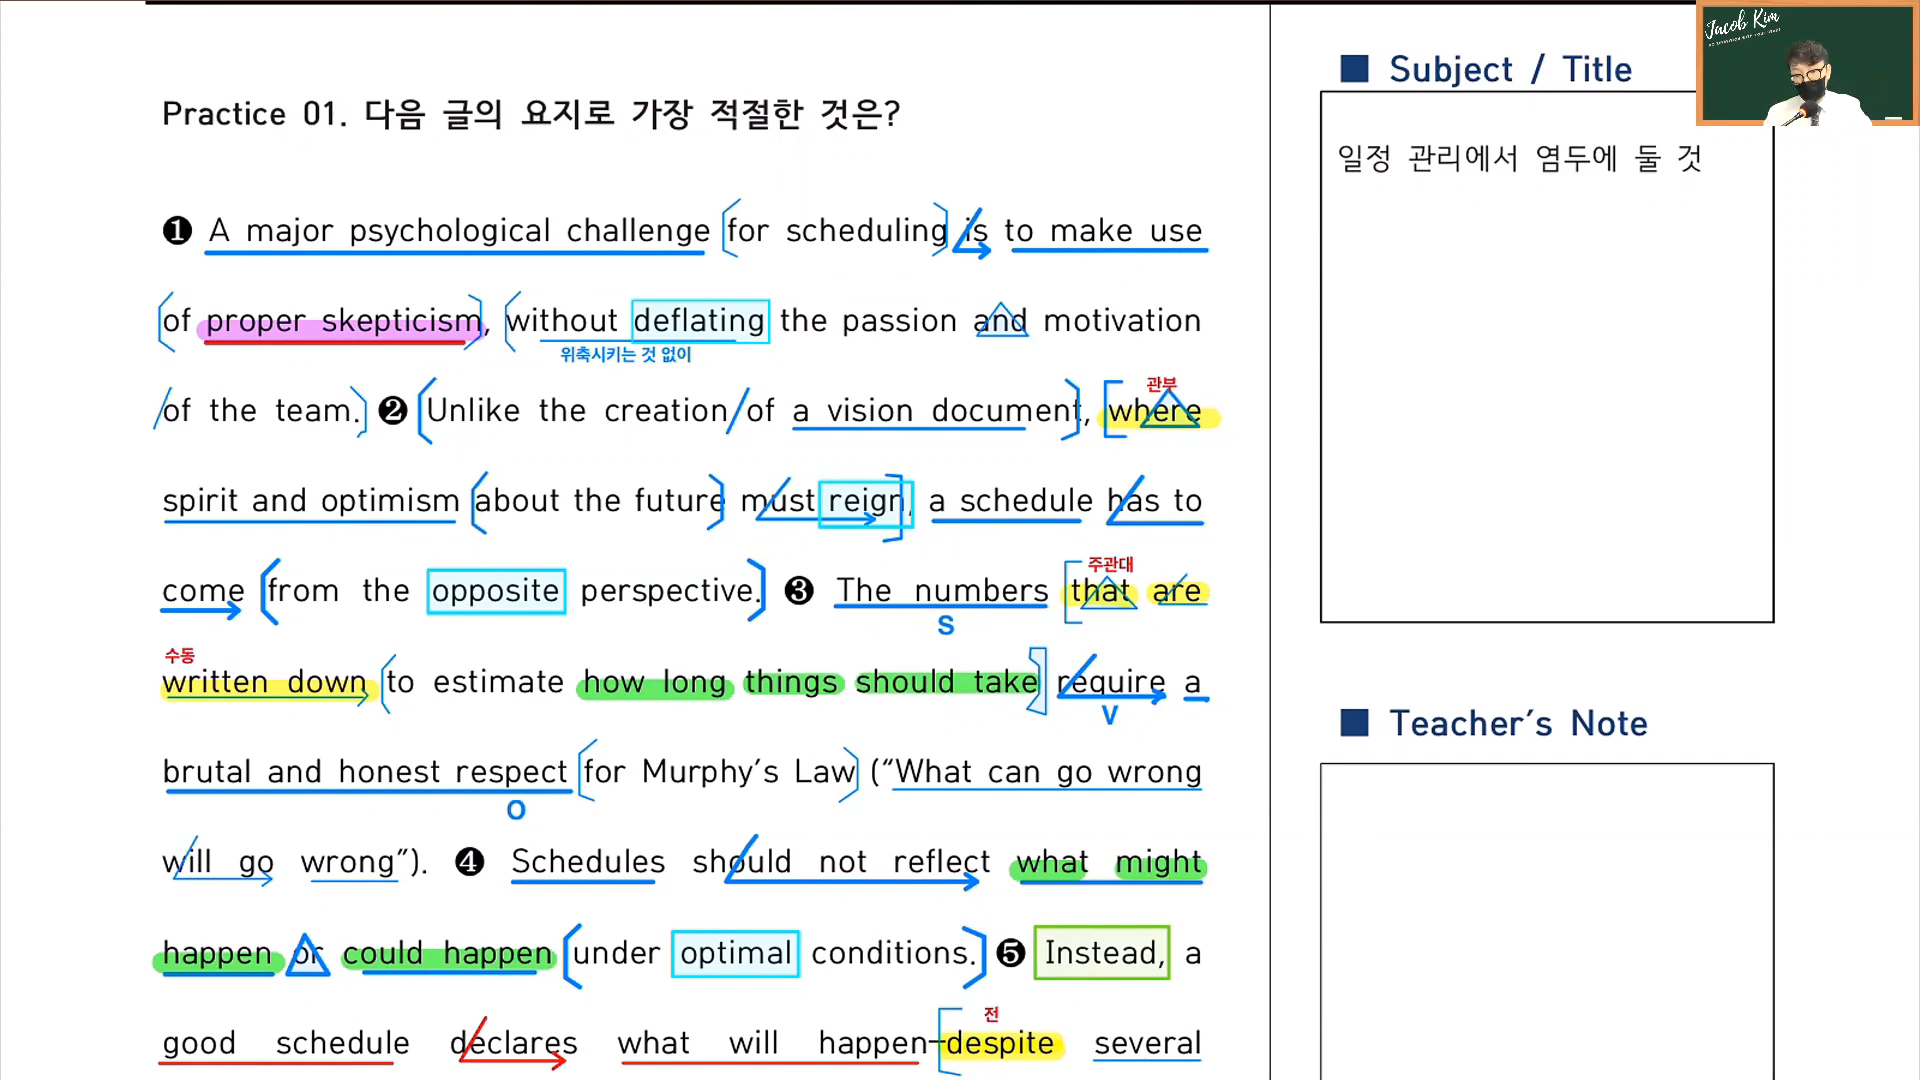 Jacob Kim
■ Subject / Title
Practice 01. 다음 글의 요지로 가장 적절한 것은?
일정 관리에서 염두에 둘 것
❶ A major psychological challenge for scheduling is to make use
of proper skepticism, without deflating the passion and motivation
위축시키는 것 없이
관부
of the team. ❷ Unlike the creation of a vision document, where
spirit and optimism about the future must reign, a schedule has to
주관대
come from the opposite perspective. ❸ The numbers that are
S
수동
written down to estimate how long things should take require a
V
■ Teacher's Note
brutal and honest respect for Murphy's Law (“What can go wrong
O
will go wrong”). ❹ Schedules should not reflect what might
happen or could happen under optimal conditions. ❺ Instead, a
전
good schedule declares what will happen–despite several